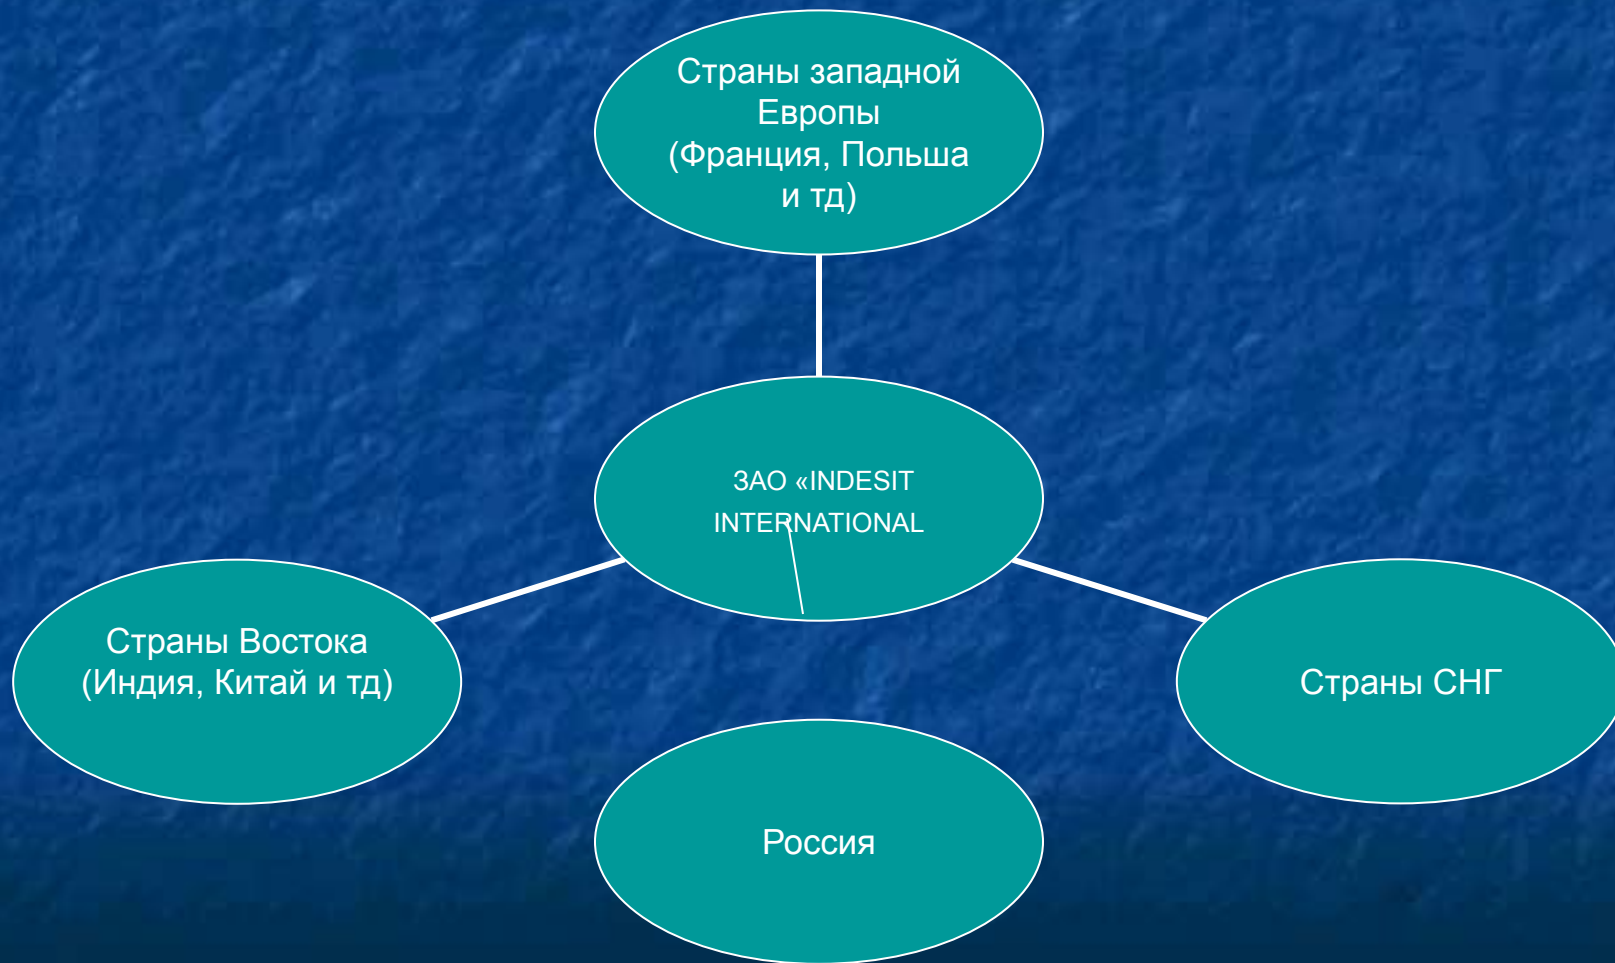 Страны западной
Европы
(Франция, Польша
и тд)
ЗАО «INDESIT
INTERNATIONAL
Страны Востока
(Индия, Китай и тд)
Страны СНГ
Россия